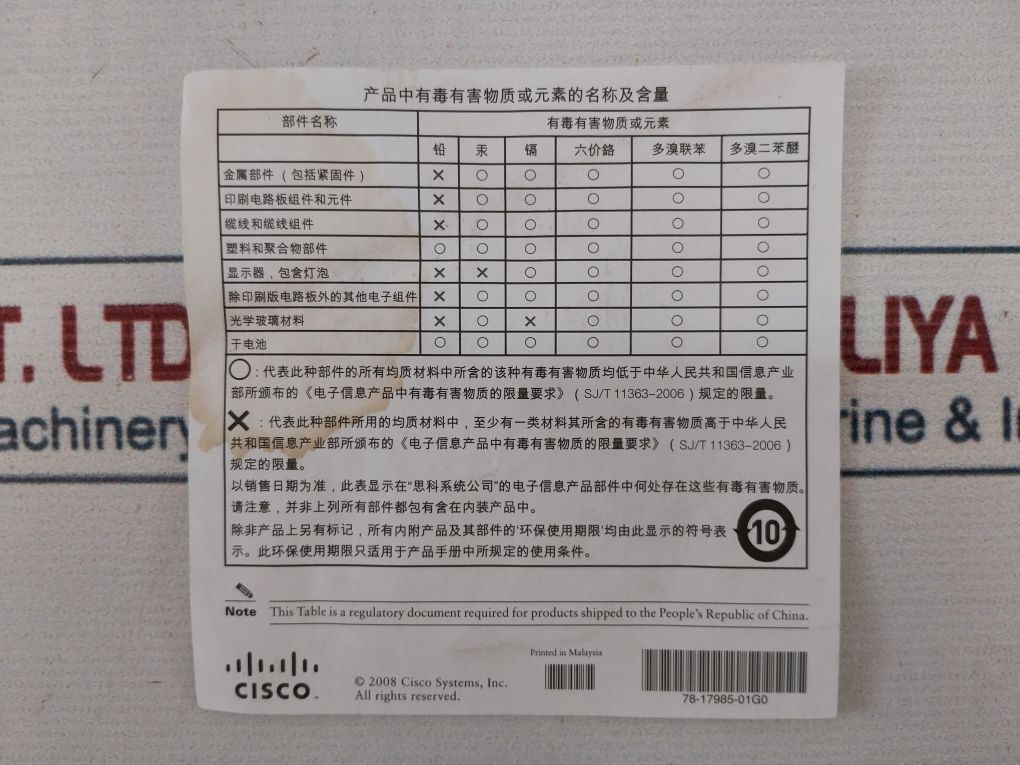 产品中有毒有害物质或元素的名称及含量
部件名称 有毒有害物质或元素
铅 汞 镉 六价鉻 多溴联苯 多溴二苯醚
金属部件（包括紧固件） ✕ ○ ○ ○ ○ ○
印刷电路板组件和元件 ✕ ○ ○ ○ ○ ○
缆线和缆线组件 ✕ ○ ○ ○ ○ ○
塑料和聚合物部件 ○ ○ ○ ○ ○ ○
显示器，包含灯泡 ✕ ✕ ○ ○ ○ ○
除印刷版电路板外的其他电子组件 ✕ ○ ○ ○ ○ ○
光学玻璃材料 ✕ ○ ✕ ○ ○ ○
干电池 ○ ○ ○ ○ ○ ○
○：代表此种部件的所有均质材料中所含的该种有毒有害物质均低于中华人民共和国信息产业
部所颁布的《电子信息产品中有毒有害物质的限量要求》（SJ/T 11363-2006）规定的限量。
✕：代表此种部件所用的均质材料中，至少有一类材料其所含的有毒有害物质高于中华人民
共和国信息产业部所颁布的《电子信息产品中有毒有害物质的限量要求》（SJ/T 11363-2006）
规定的限量。
以销售日期为准，此表显示在“思科系统公司”的电子信息产品部件中何处存在这些有毒有害物质。
请注意，并非上列所有部件都包有含在内装产品中。
除非产品上另有标记，所有内附产品及其部件的‘环保使用期限’均由此显示的符号表
示。此环保使用期限只适用于产品手册中所规定的使用条件。
10
Note This Table is a regulatory document required for products shipped to the People's Republic of China.
CISCO
© 2008 Cisco Systems, Inc.
All rights reserved.
Printed in Malaysia
78-17985-01G0
T. LTD
LIYA
achinery
rine & I